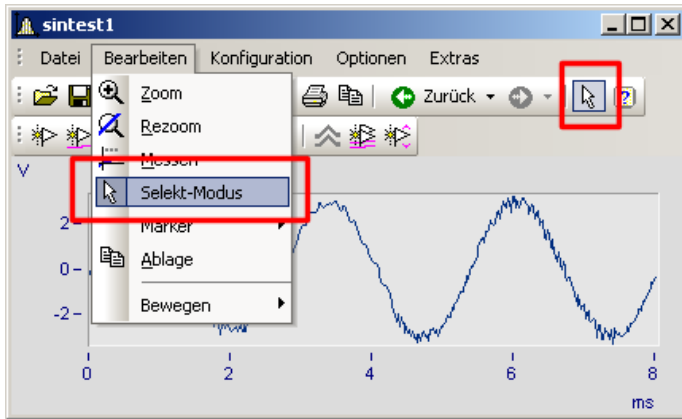 sintest1
Datei Bearbeiten Konfiguration Optionen Extras
Zurück
Zoom
Rezoom
Messen
Selekt-Modus
Marker
Ablage
Bewegen
V
2
0
-2
0 2 4 6 8
ms